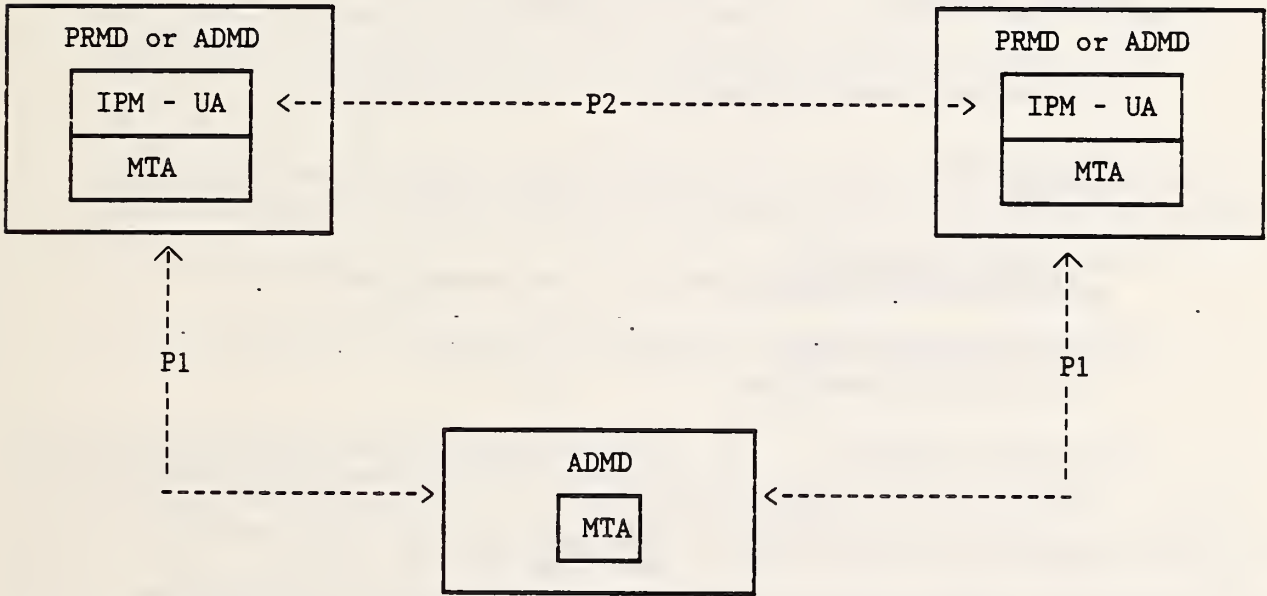 PRMD or ADMD
IPM - UA
MTA
P2
PRMD or ADMD
IPM - UA
MTA
P1
P1
ADMD
MTA